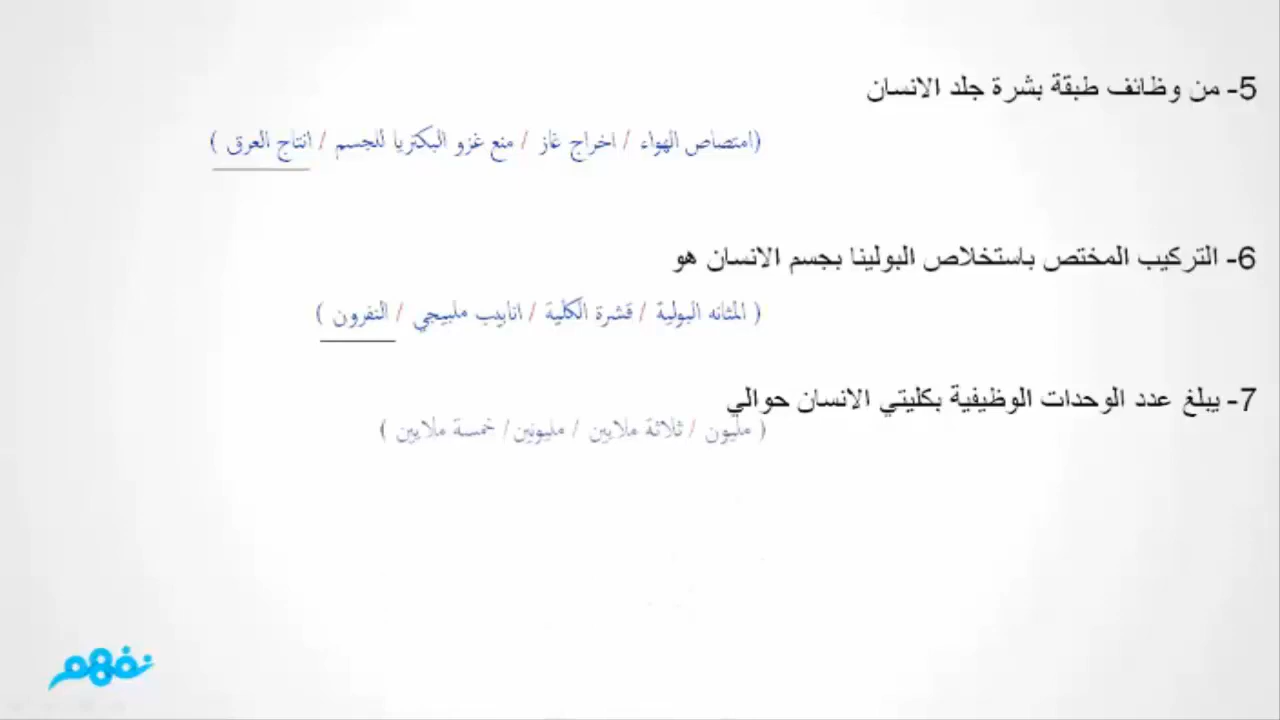 5- من وظائف طبقة بشرة جلد الانسان
(امتصاص الهواء / اخراج غاز / منع غزو البكتريا للجسم / انتاج العرق )
6- التركيب المختص باستخلاص البولينا بجسم الانسان هو
( المثانه البولية / قشرة الكلية / انابيب ملبيجي / النفرون )
7- يبلغ عدد الوحدات الوظيفية بكليتي الانسان حوالي
( مليون / ثلاثة ملايين / مليونين/ خمسة ملايين )
نفهم